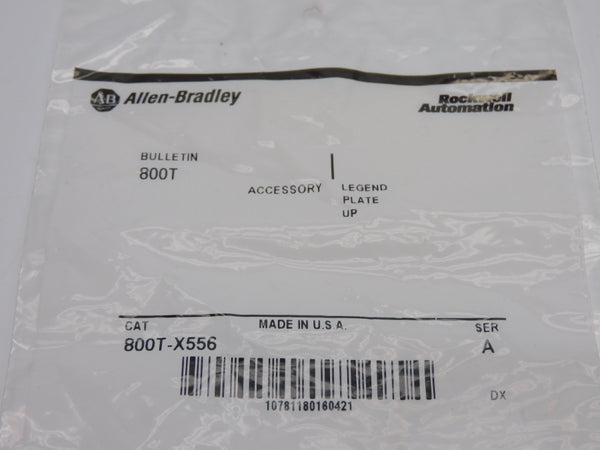 AB Allen-Bradley
Rockwell
Automation
BULLETIN
800T
ACCESSORY
LEGEND
PLATE
UP
CAT
MADE IN U.S.A.
SER
800T-X556
A
10781180160421
DX